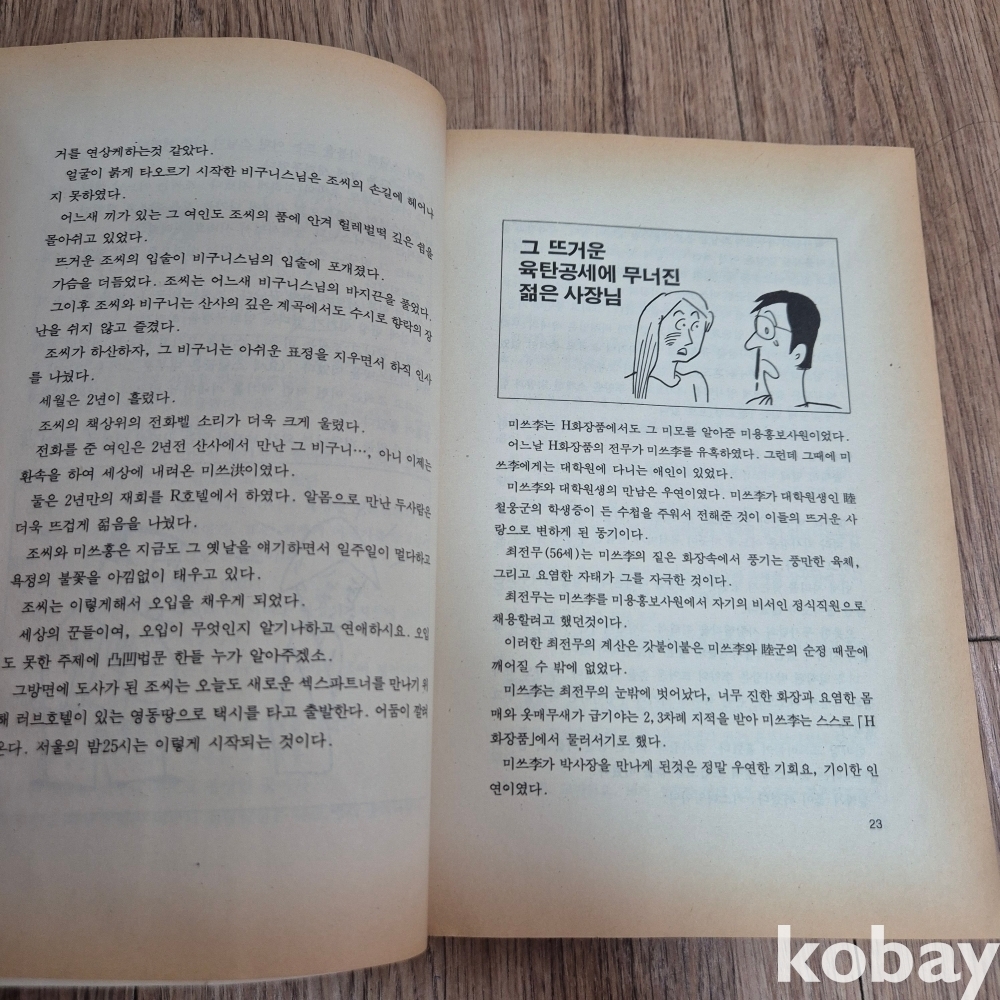 거를 연상케하는것 같았다.
얼굴이 붉게 타오르기 시작한 비구니스님은 조씨의 손길에 헤어나
지 못하였다.
어느새 끼가 있는 그 여인도 조씨의 품에 안겨 헐레벌떡 깊은 쉼을
몰아쉬고 있었다.
뜨거운 조씨의 입술이 비구니스님의 입술에 포개졌다.
가슴을 더듬었다. 조씨는 어느새 비구니스님의 바지끈을 풀었다.
그이후 조씨와 비구니는 산사의 깊은 계곡에서도 수시로 향락의 장
난을 쉬지 않고 즐겼다.
조씨가 하산하자, 그 비구니는 아쉬운 표정을 지우면서 하직 인사
를 나눴다.
세월은 2년이 흘렀다.
조씨의 책상위의 전화벨 소리가 더욱 크게 울렸다.
전화를 준 여인은 2년전 산사에서 만난 그 비구니…, 아니 이제는
환속을 하여 세상에 내려온 미쓰洪이였다.
둘은 2년만의 재회를 R호텔에서 하였다. 알몸으로 만난 두사람은
더욱 뜨겁게 젊음을 나눴다.
조씨와 미쓰홍은 지금도 그 옛날을 얘기하면서 일주일이 멀다하고
욕정의 불꽃을 아낌없이 태우고 있다.
조씨는 이렇게해서 오입을 채우게 되었다.
세상의 꾼들이여, 오입이 무엇인지 알기나하고 연애하시요. 오입
도 못한 주제에 凸凹법문 한들 누가 알아주겠소.
그방면에 도사가 된 조씨는 오늘도 새로운 섹스파트너를 만나기 위
해 러브호텔이 있는 영동땅으로 택시를 타고 출발한다. 어둠이 깔려
온다. 서울의 밤25시는 이렇게 시작되는 것이다.
그 뜨거운
육탄공세에 무너진
젊은 사장님
미쓰李는 H화장품에서도 그 미모를 알아준 미용홍보사원이었다.
어느날 H화장품의 전무가 미쓰李를 유혹하였다. 그런데 그때에 미
쓰李에게는 대학원에 다니는 애인이 있었다.
미쓰李와 대학원생의 만남은 우연이였다. 미쓰李가 대학원생인 睦
철웅군의 학생증이 든 수첩을 주워서 전해준 것이 이들의 뜨거운 사
랑으로 변하게 된 동기이다.
최전무(56세)는 미쓰李의 짙은 화장속에서 풍기는 풍만한 육체,
그리고 요염한 자태가 그를 자극한 것이다.
최전무는 미쓰李를 미용홍보사원에서 자기의 비서인 정식직원으로
채용할려고 했던것이다.
이러한 최전무의 계산은 갓불이붙은 미쓰李와 睦군의 순정 때문에
깨어질 수 밖에 없었다.
미쓰李는 최전무의 눈밖에 벗어났다, 너무 진한 화장과 요염한 몸
매와 옷매무새가 급기야는 2, 3차례 지적을 받아 미쓰李는 스스로 「H
화장품」에서 물러서기로 했다.
미쓰李가 박사장을 만나게 된것은 정말 우연한 기회요, 기이한 인
연이였다.
23
kobay